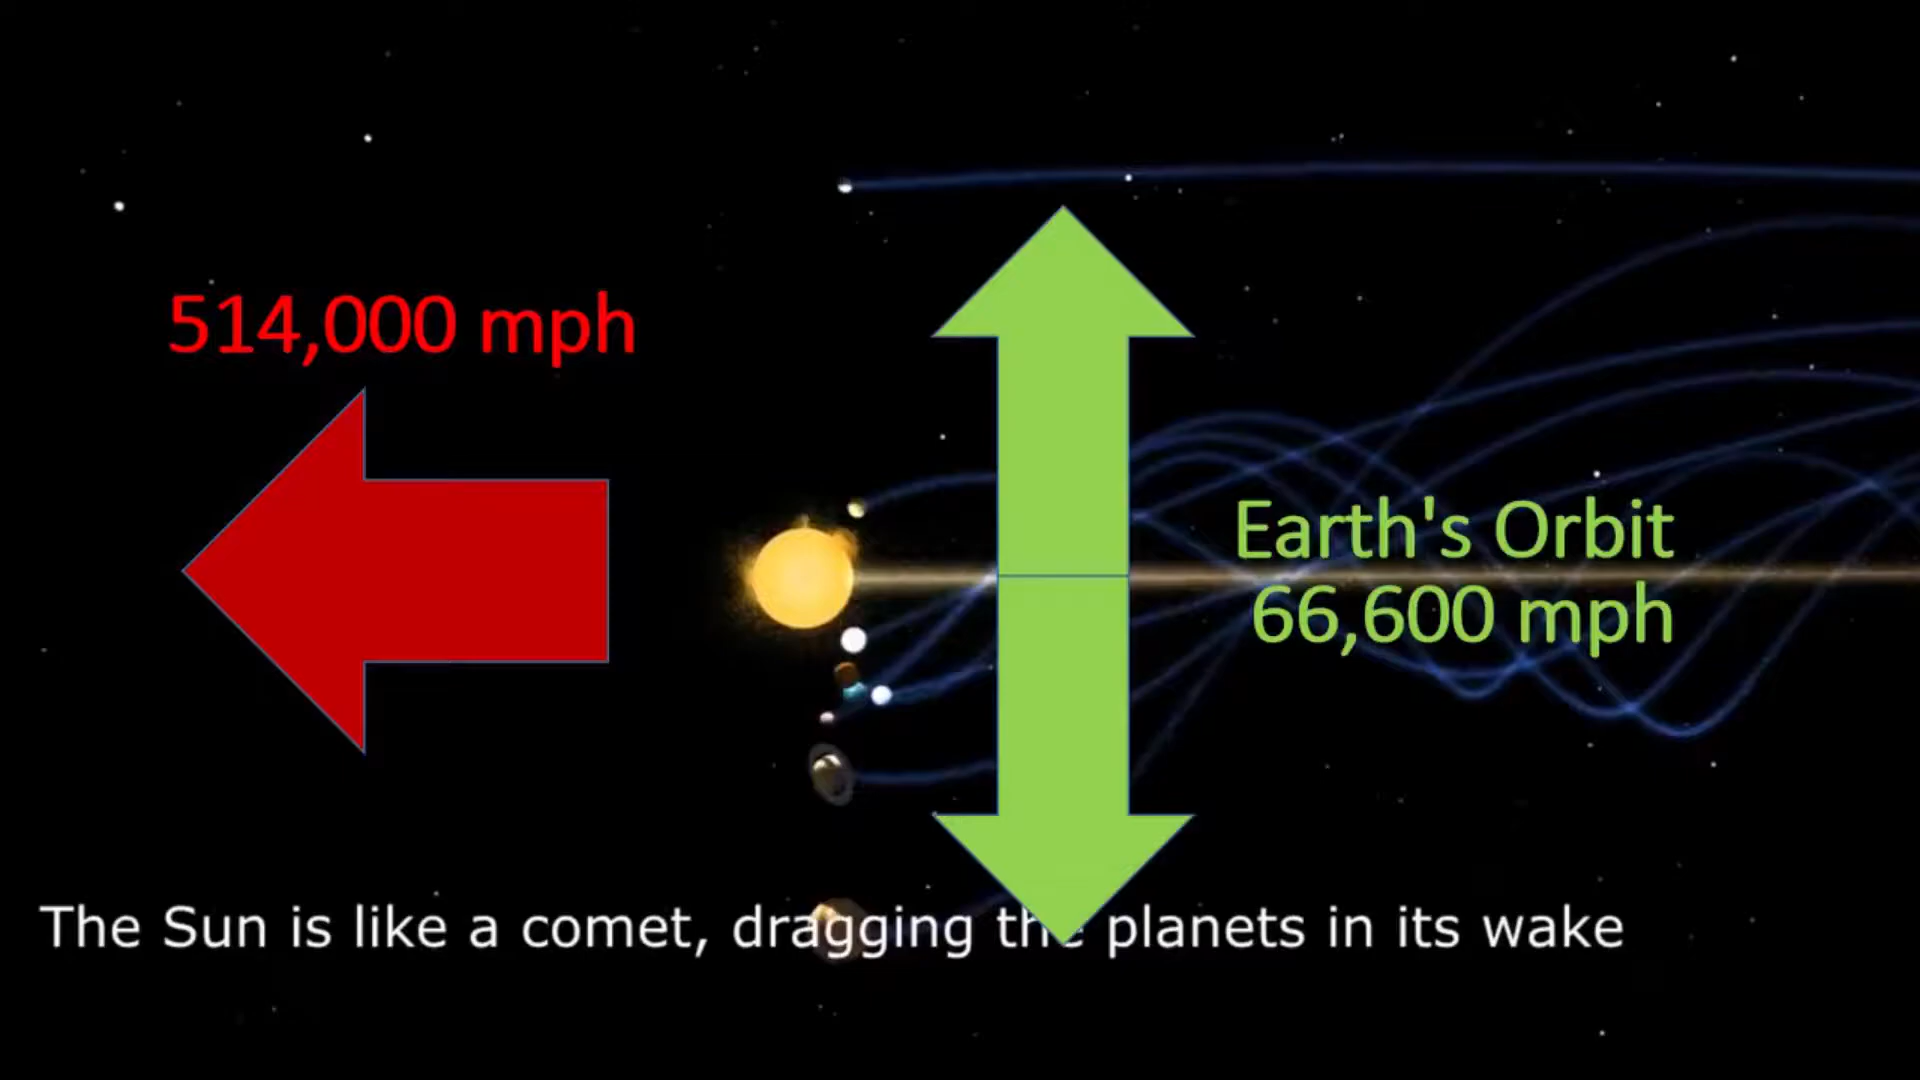 514,000 mph
Earth's Orbit
66,600 mph
The Sun is like a comet, dragging the planets in its wake